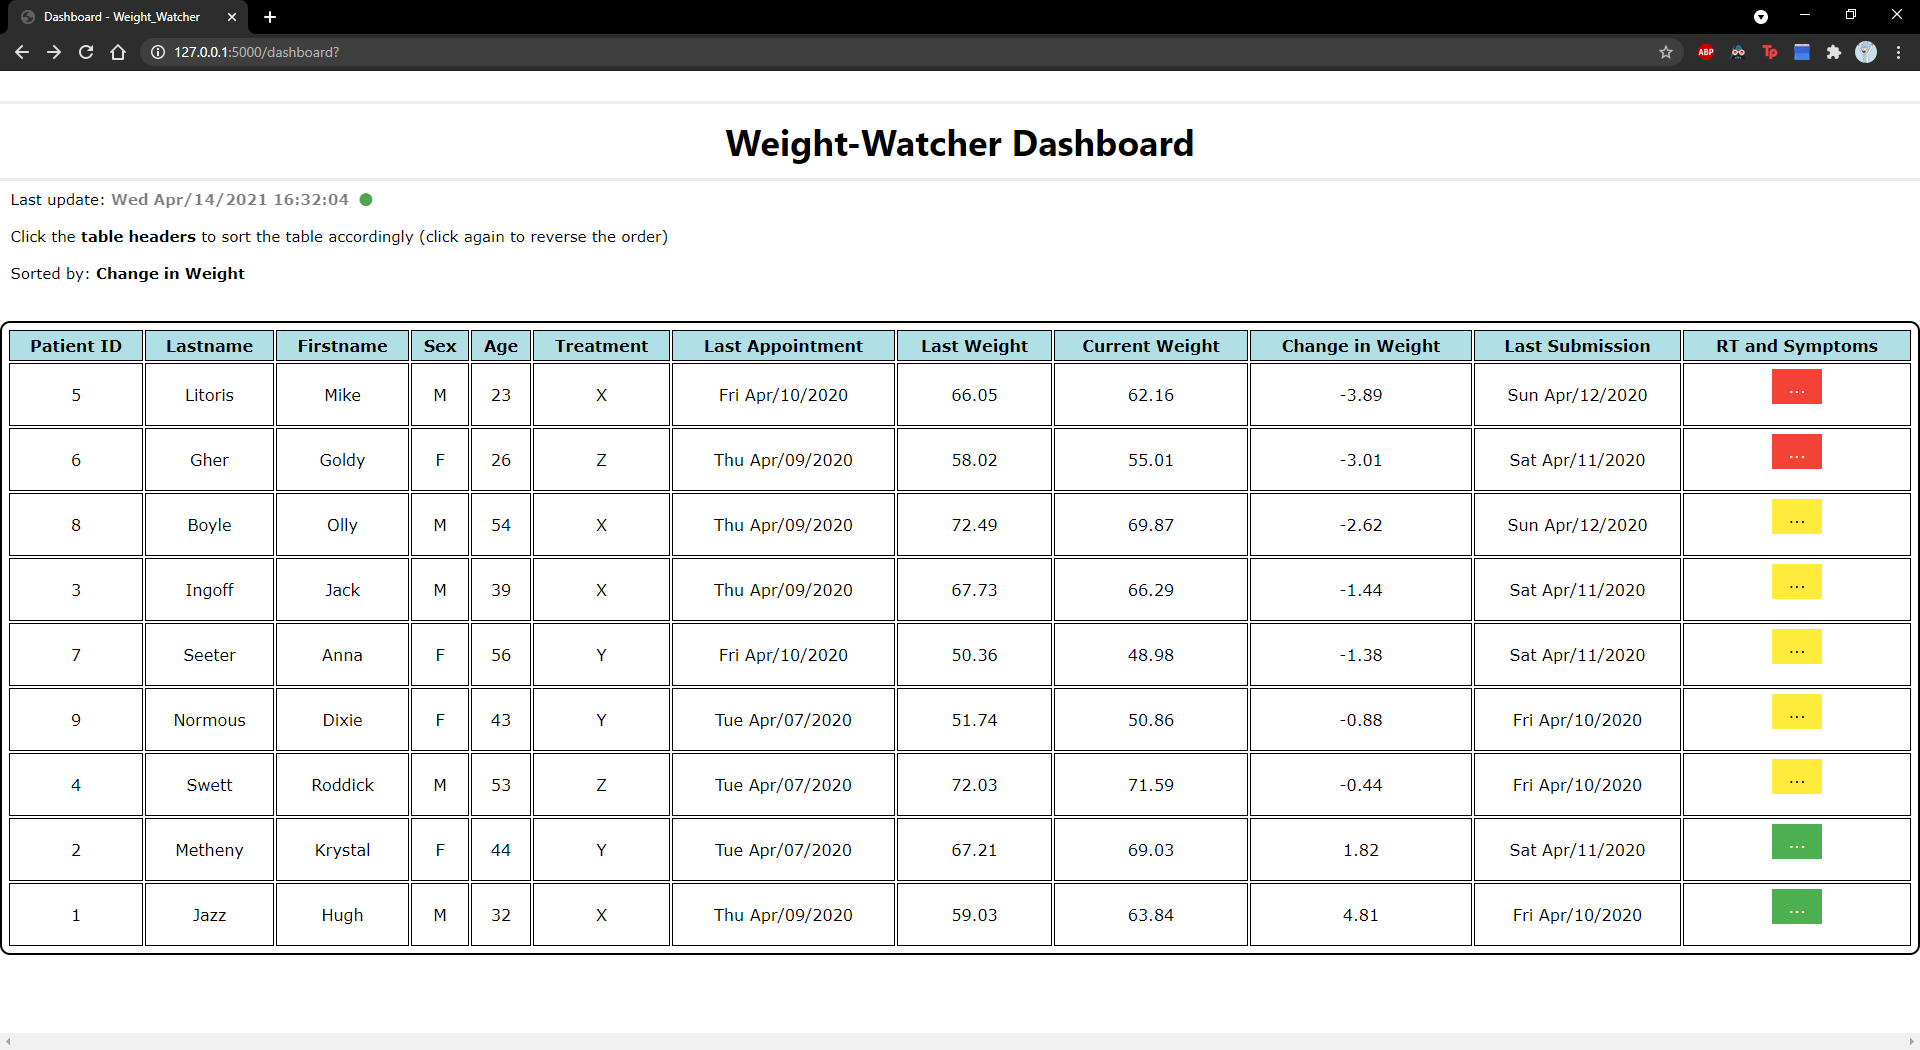 Dashboard - Weight_Watcher
127.0.0.1:5000/dashboard?
ABP
Tp
Weight-Watcher Dashboard
Last update: Wed Apr/14/2021 16:32:04
Click the table headers to sort the table accordingly (click again to reverse the order)
Sorted by: Change in Weight
Patient ID Lastname Firstname Sex Age Treatment Last Appointment Last Weight Current Weight Change in Weight Last Submission RT and Symptoms
5 Litoris Mike M 23 X Fri Apr/10/2020 66.05 62.16 -3.89 Sun Apr/12/2020 ...
6 Gher Goldy F 26 Z Thu Apr/09/2020 58.02 55.01 -3.01 Sat Apr/11/2020 ...
8 Boyle Olly M 54 X Thu Apr/09/2020 72.49 69.87 -2.62 Sun Apr/12/2020 ...
3 Ingoff Jack M 39 X Thu Apr/09/2020 67.73 66.29 -1.44 Sat Apr/11/2020 ...
7 Seeter Anna F 56 Y Fri Apr/10/2020 50.36 48.98 -1.38 Sat Apr/11/2020 ...
9 Normous Dixie F 43 Y Tue Apr/07/2020 51.74 50.86 -0.88 Fri Apr/10/2020 ...
4 Swett Roddick M 53 Z Tue Apr/07/2020 72.03 71.59 -0.44 Fri Apr/10/2020 ...
2 Metheny Krystal F 44 Y Tue Apr/07/2020 67.21 69.03 1.82 Sat Apr/11/2020 ...
1 Jazz Hugh M 32 X Thu Apr/09/2020 59.03 63.84 4.81 Fri Apr/10/2020 ...